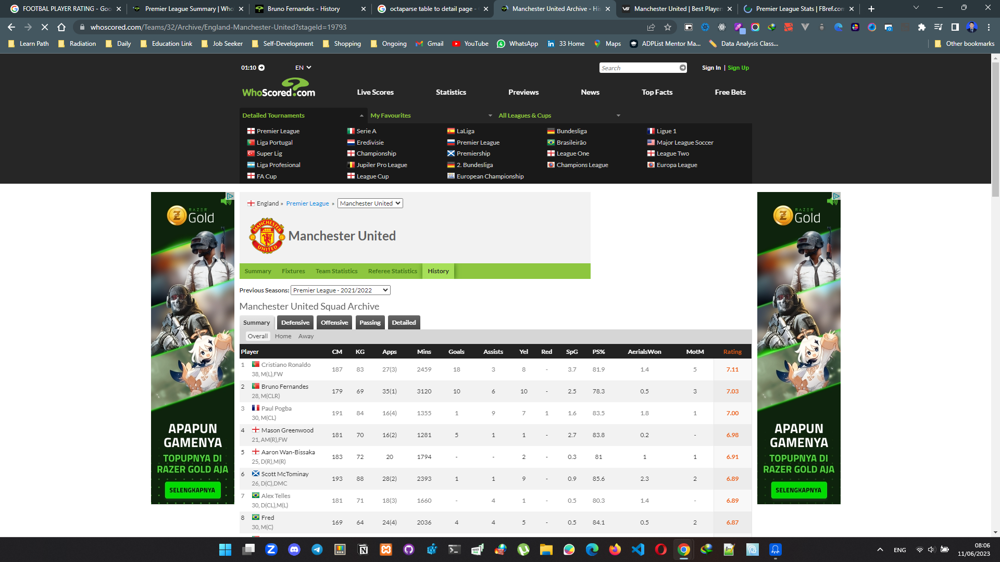 FOOTBAL PLAYER RATING - Goo
Premier League Summary | Who
Bruno Fernandes - History
octaparse table to detail page -
Manchester United Archive - His
Manchester United | Best Player
Premier League Stats | FBref.com
whoscored.com/Teams/32/Archive/England-Manchester-United?stageId=19793
Learn Path Radiation Daily Education Link Job Seeker Self-Development Shopping Ongoing Gmail YouTube WhatsApp 33 Home Maps ADPList Mentor Ma... Data Analysis Class... Other bookmarks
01:10 EN Search Sign In | Sign Up
WhoScored.com Live Scores Statistics Previews News Top Facts Free Bets
Detailed Tournaments My Favourites All Leagues & Cups
Premier League Serie A LaLiga Bundesliga Ligue 1
Liga Portugal Eredivisie Premier League Brasileirão Major League Soccer
Super Lig Championship Premiership League One League Two
Liga Profesional Jupiler Pro League 2. Bundesliga Champions League Europa League
FA Cup League Cup European Championship
England » Premier League » Manchester United
MANCHESTER
UNITED
Manchester United
Summary Fixtures Team Statistics Referee Statistics History
Previous Seasons: Premier League - 2021/2022
Manchester United Squad Archive
Summary Defensive Offensive Passing Detailed
Overall Home Away
Player CM KG Apps Mins Goals Assists Yel Red SpG PS% AerialsWon MotM Rating
1 Cristiano Ronaldo 187 83 27(3) 2459 18 3 8 - 3.7 81.9 1.4 5 7.11
38, M(L),FW
2 Bruno Fernandes 179 69 35(1) 3120 10 6 10 - 2.5 78.3 0.5 3 7.03
28, M(CLR)
3 Paul Pogba 191 84 16(4) 1355 1 9 7 1 1.6 83.5 1.8 1 7.00
30, M(CL)
4 Mason Greenwood 181 70 16(2) 1281 5 1 1 - 2.7 83.8 0.2 - 6.98
21, AM(R),FW
5 Aaron Wan-Bissaka 183 72 20 1794 - - 2 - 0.3 81 1 1 6.91
25, D(R),M(R)
6 Scott McTominay 193 88 28(2) 2393 1 1 9 - 0.9 85.6 2.3 2 6.89
26, D(C),DMC
7 Alex Telles 181 71 18(3) 1660 - 4 1 - 0.5 80.3 1.4 - 6.89
30, D(CL),M(L)
8 Fred 169 64 24(4) 2036 4 4 5 - 0.5 84.1 0.5 2 6.87
30, M(C)
RAZER
Gold
APAPUN
GAMENYA
TOPUPNYA DI
RAZER GOLD AJA
SELENGKAPNYA
RAZER
Gold
APAPUN
GAMENYA
TOPUPNYA DI
RAZER GOLD AJA
SELENGKAPNYA
ENG
08:06
11/06/2023